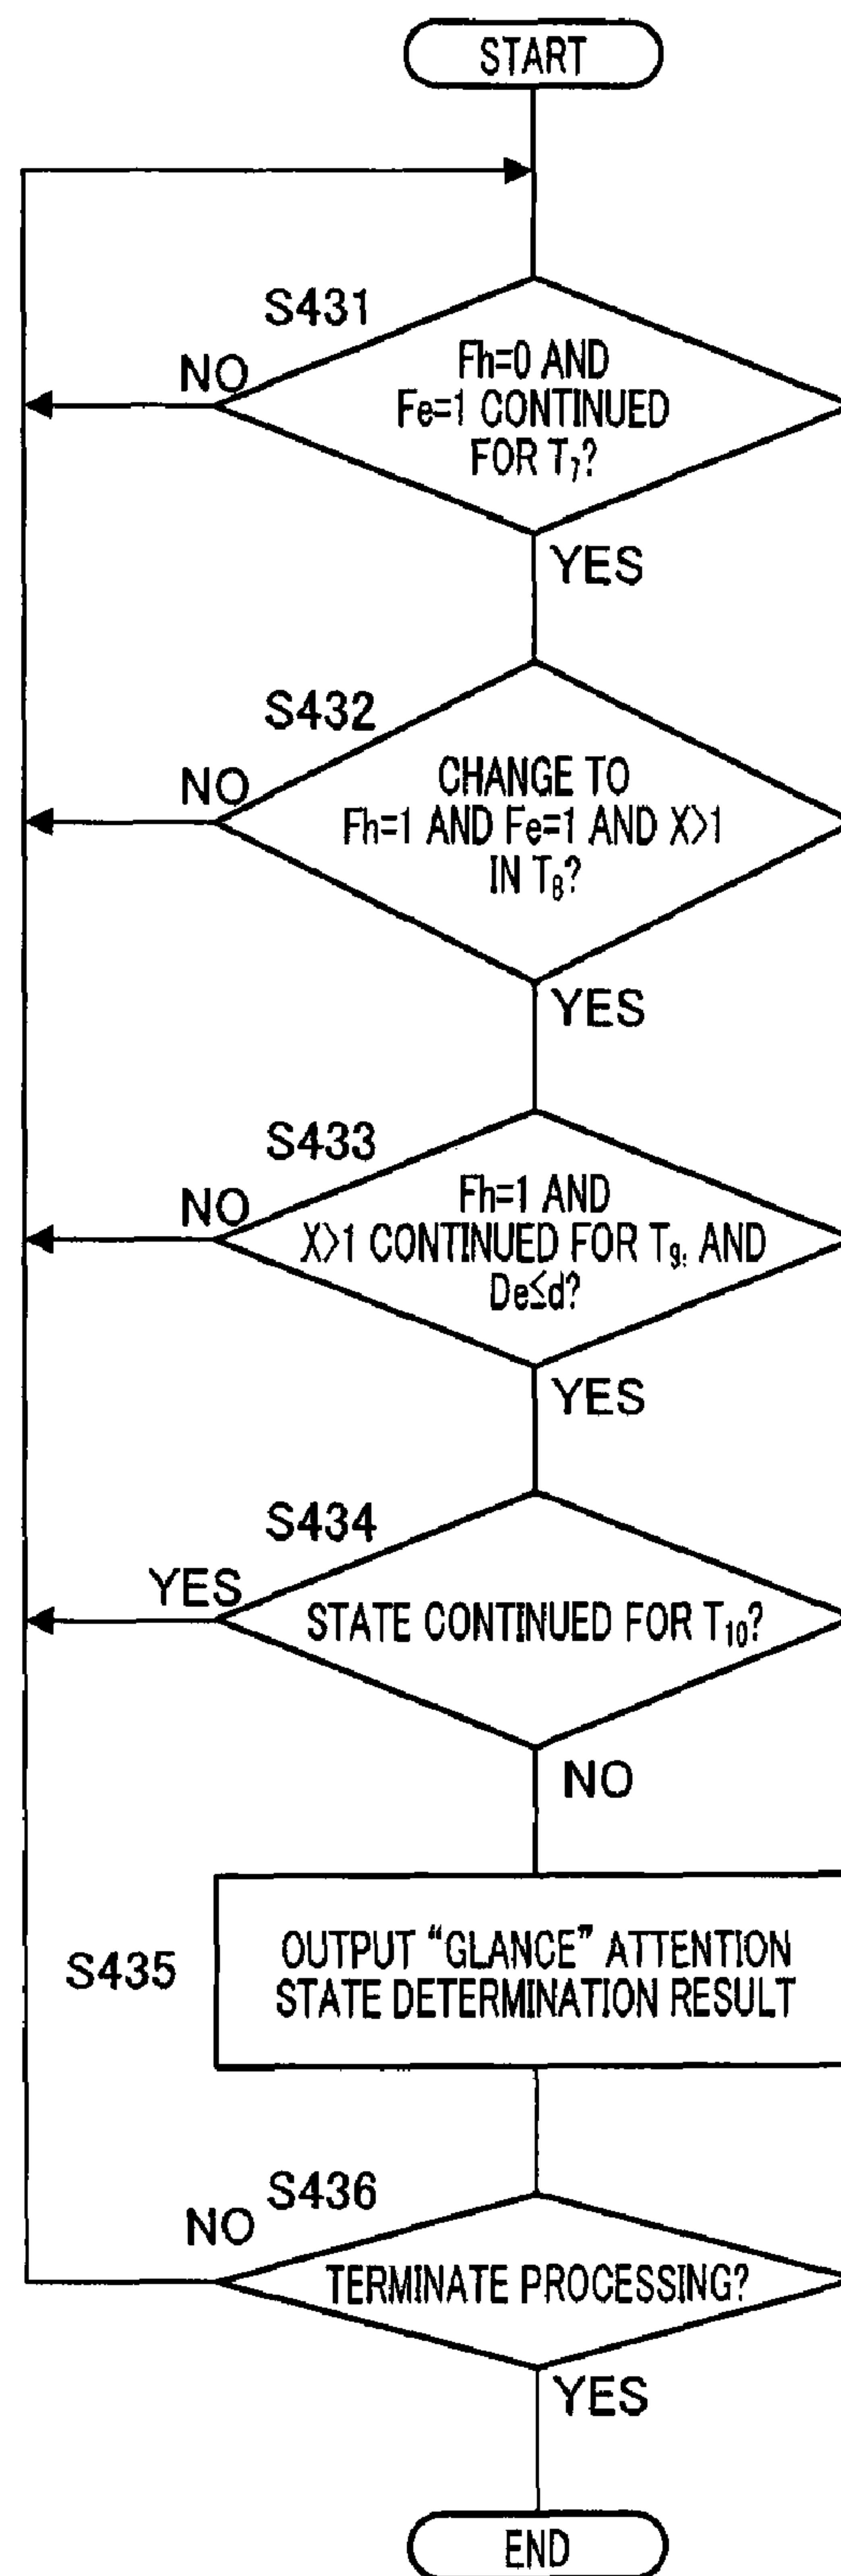 START
S431
NO
Fh=0 AND
Fe=1 CONTINUED
FOR T₇?
YES
S432
NO
CHANGE TO
Fh=1 AND Fe=1 AND X>1
IN T₈?
YES
S433
NO
Fh=1 AND
X>1 CONTINUED FOR T₉, AND
De≤d?
YES
S434
YES
STATE CONTINUED FOR T₁₀?
NO
S435
OUTPUT “GLANCE” ATTENTION
STATE DETERMINATION RESULT
S436
NO
TERMINATE PROCESSING?
YES
END